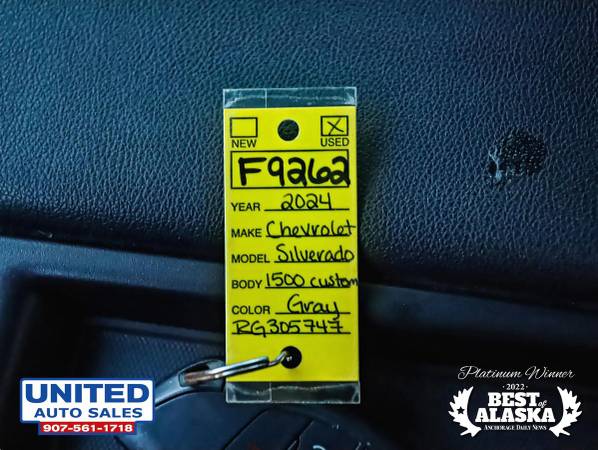 NEW USED
F9262
YEAR 2024
MAKE Chevrolet
MODEL Silverado
BODY 1500 custom
COLOR Gray
RG305747
UNITED
AUTO SALES
907-561-1718
Platinum Winner
2022
BEST of
ALASKA
ANCHORAGE DAILY NEWS